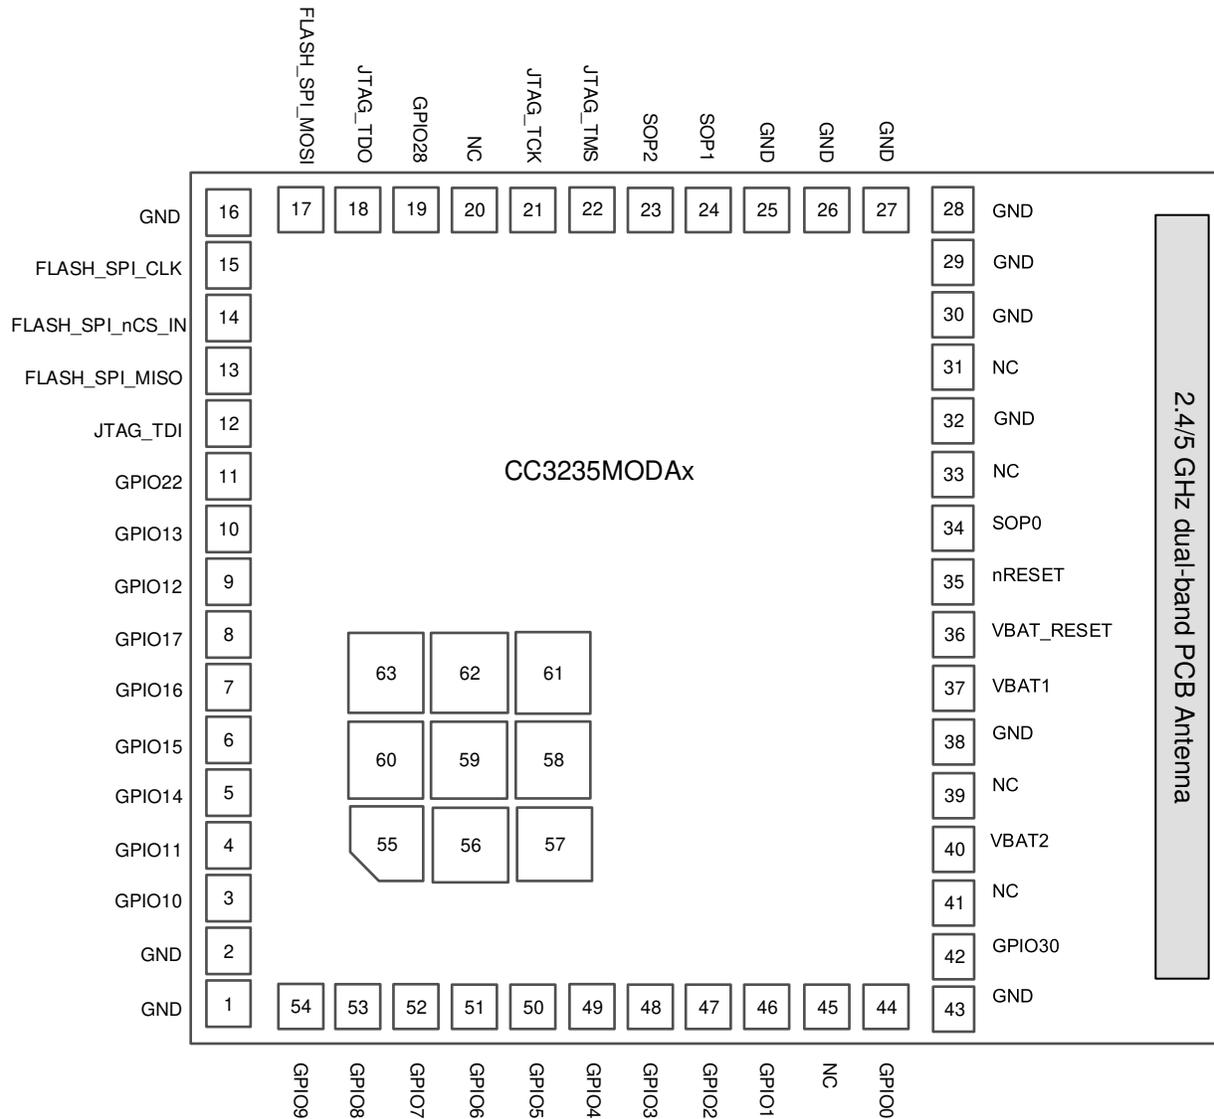 FLASH_SPI_MOSI
JTAG_TDO
GPIO28
NC
JTAG_TCK
JTAG_TMS
SOP2
SOP1
GND
GND
GND
GND 16 17 18 19 20 21 22 23 24 25 26 27 28 GND
FLASH_SPI_CLK 15 29 GND
FLASH_SPI_nCS_IN 14 30 GND
FLASH_SPI_MISO 13 31 NC
JTAG_TDI 12 32 GND
GPIO22 11 CC3235MODAx 33 NC
GPIO13 10 34 SOP0
GPIO12 9 35 nRESET
GPIO17 8 36 VBAT_RESET
GPIO16 7 63 62 61 37 VBAT1
GPIO15 6 60 59 58 38 GND
GPIO14 5 39 NC
GPIO11 4 55 56 57 40 VBAT2
GPIO10 3 41 NC
GND 2 42 GPIO30
GND 1 54 53 52 51 50 49 48 47 46 45 44 43 GND
GPIO9
GPIO8
GPIO7
GPIO6
GPIO5
GPIO4
GPIO3
GPIO2
GPIO1
NC
GPIO0
2.4/5 GHz dual-band PCB Antenna